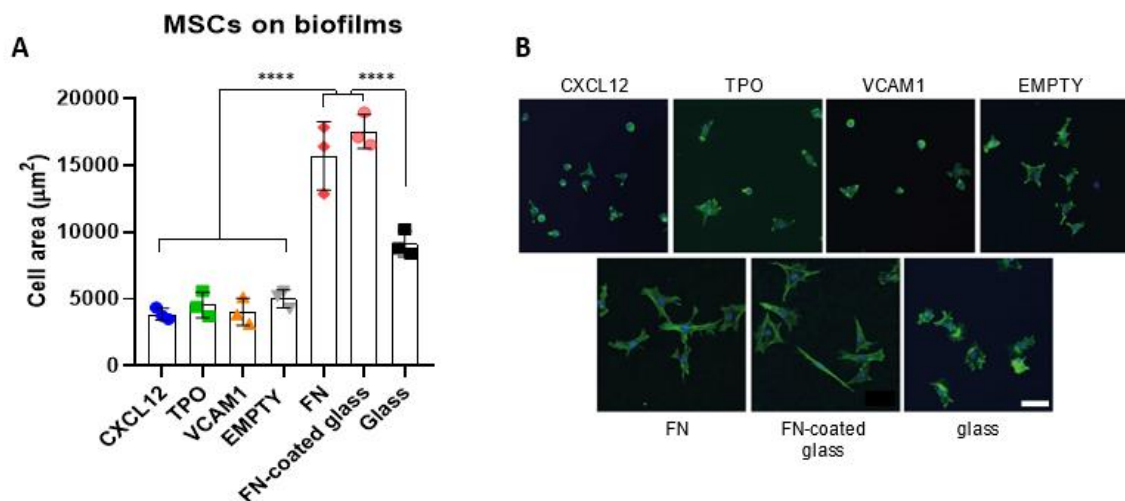 MSCs on biofilms
A
**** ****
20000
15000
10000
5000
0
Cell area (μm²)
CXCL12
TPO
VCAM1
EMPTY
FN
FN-coated glass
Glass
B
CXCL12 TPO VCAM1 EMPTY
FN FN-coated glass
glass